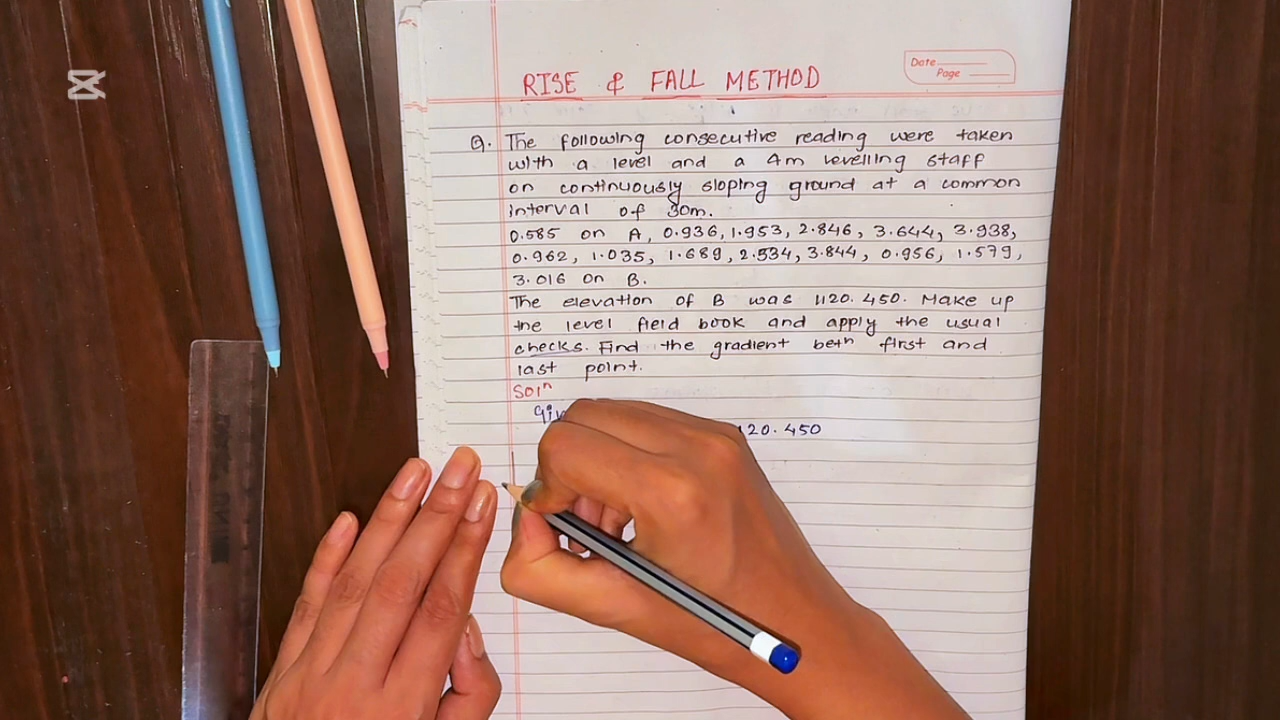 RISE & FALL METHOD
Date
Page
Q. The following consecutive reading were taken
with a level and a 4m levelling staff
on continuously sloping ground at a common
interval of 30m.
0.585 on A, 0.936, 1.953, 2.846, 3.644, 3.938,
0.962, 1.035, 1.689, 2.534, 3.844, 0.956, 1.579,
3.016 on B.
The elevation of B was 1120.450. Make up
the level field book and apply the usual
checks. Find the gradient betⁿ first and
last point.
Solⁿ
20.450